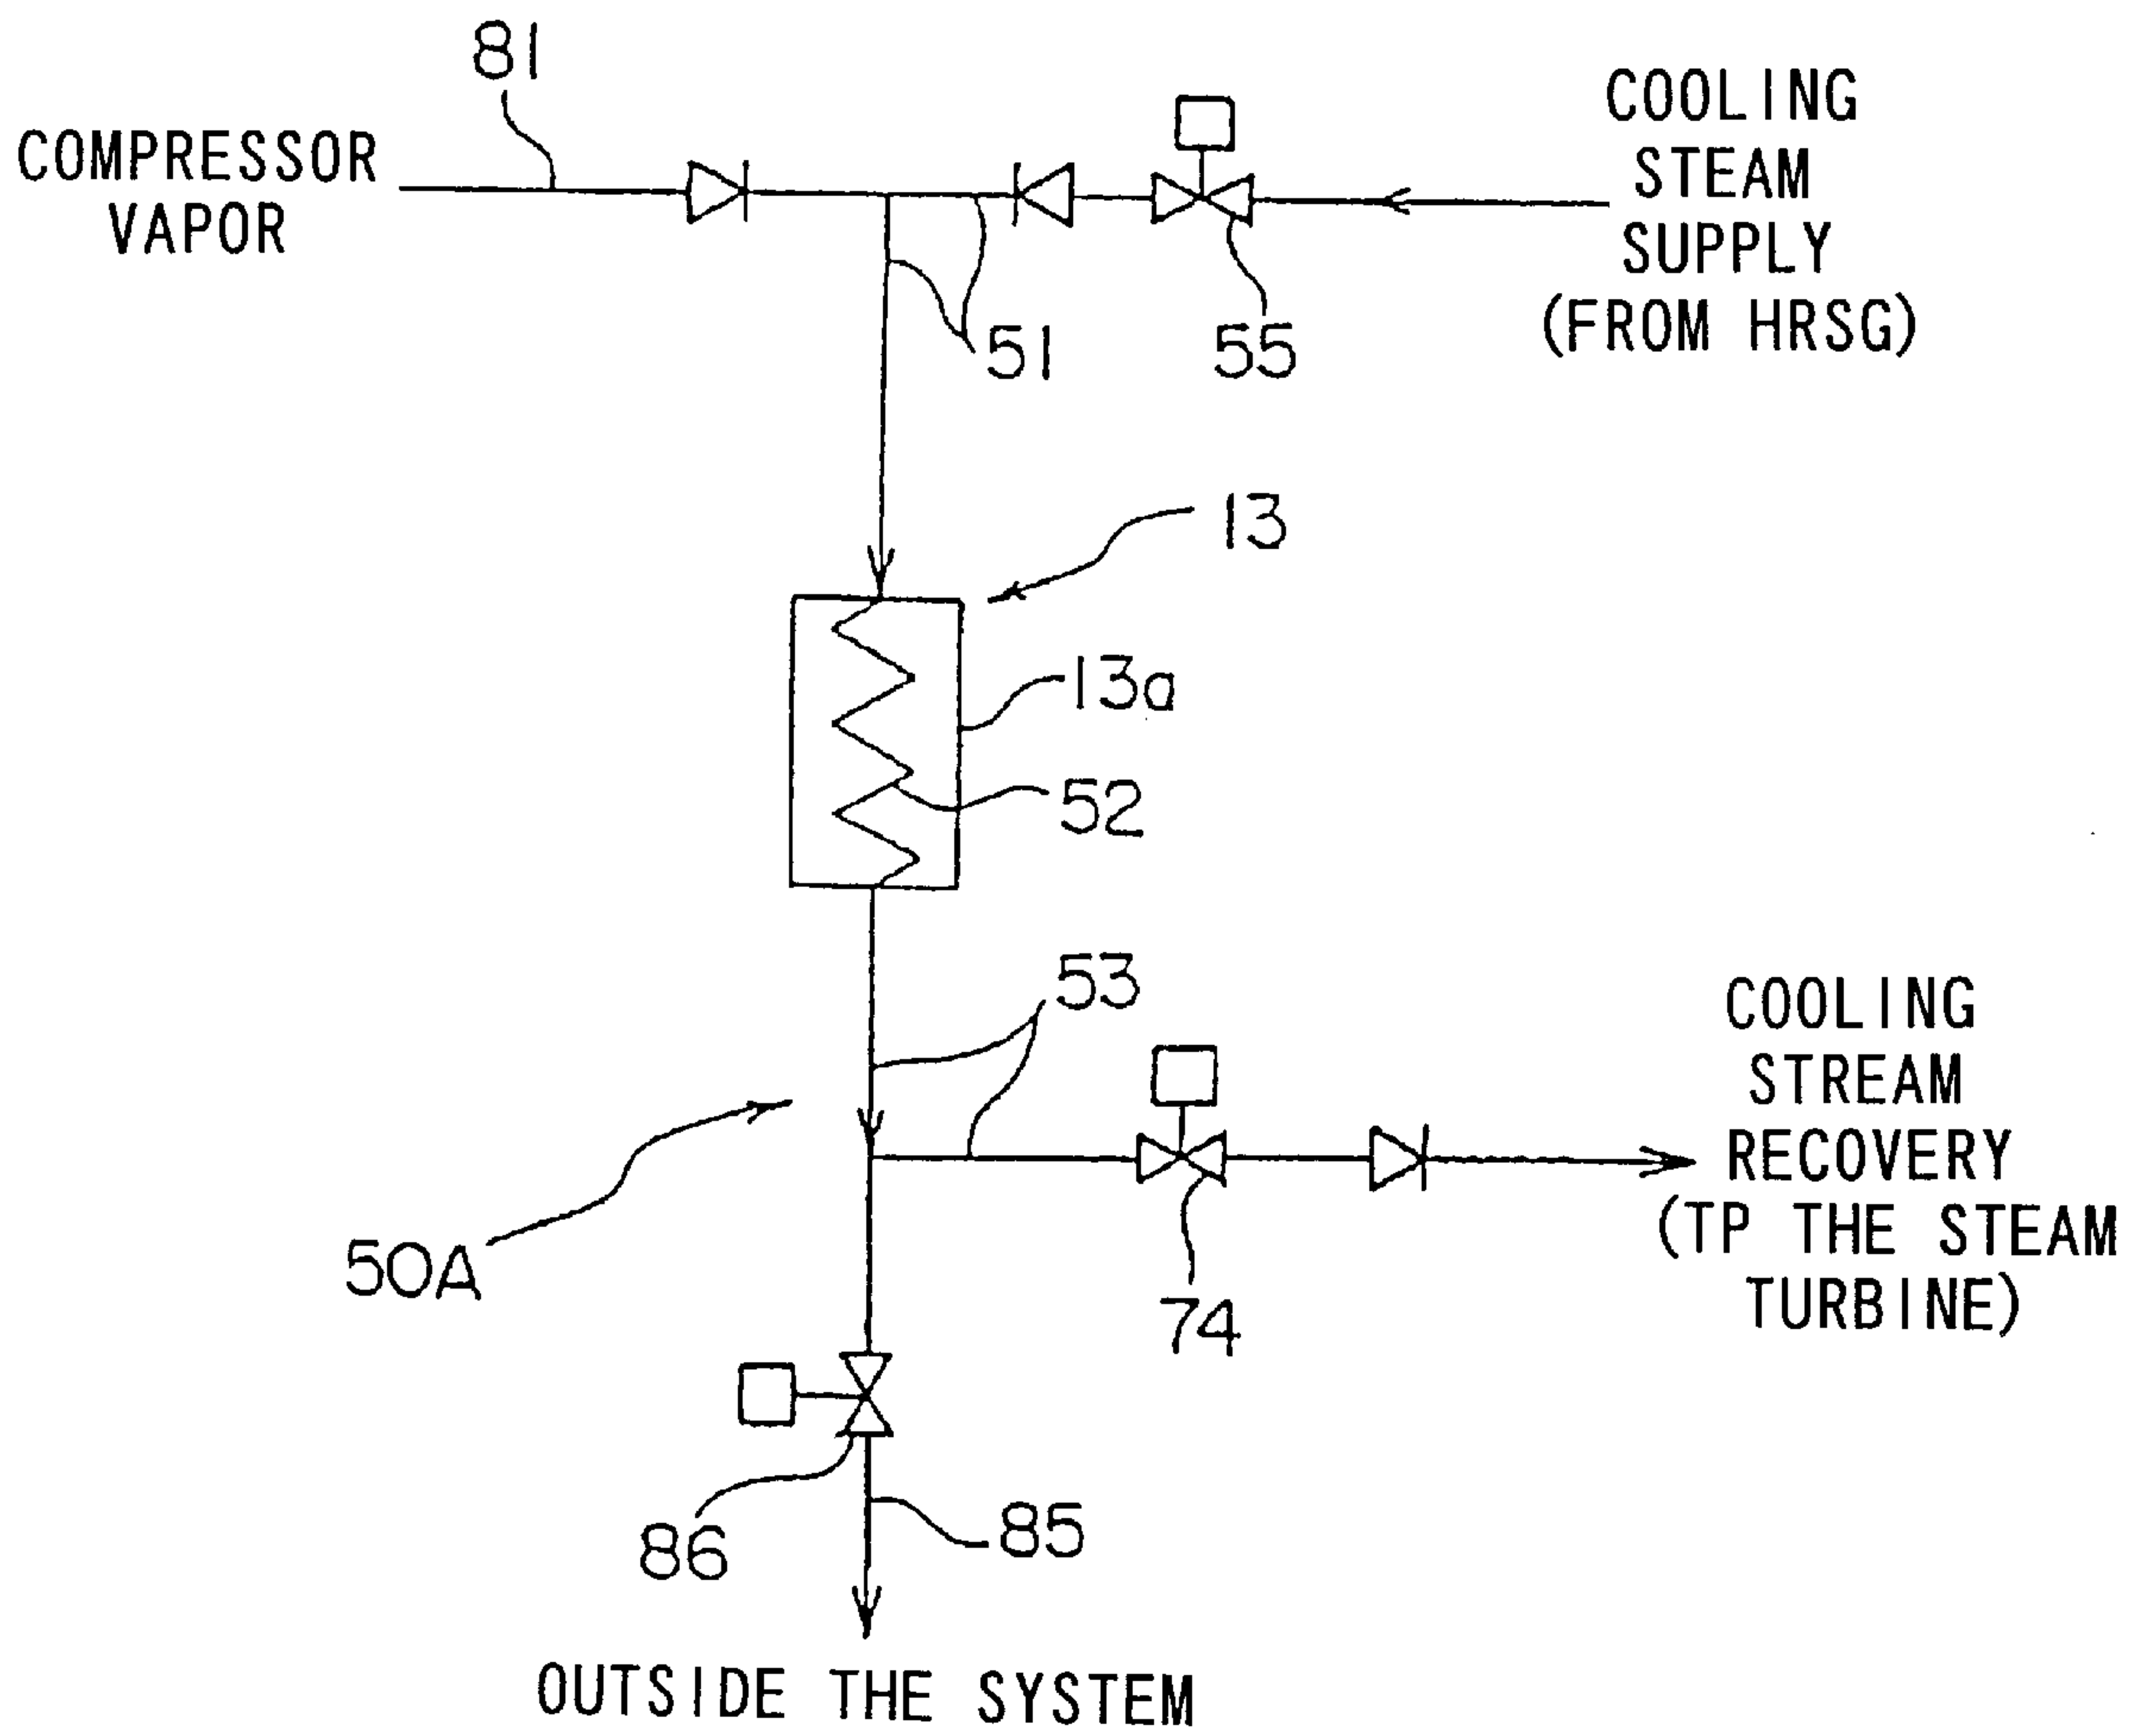 81
COMPRESSOR
VAPOR
COOLING
STEAM
SUPPLY
(FROM HRSG)
51
55
13
13a
52
53
COOLING
STREAM
RECOVERY
(TP THE STEAM
TURBINE)
50A
74
86
85
OUTSIDE THE SYSTEM